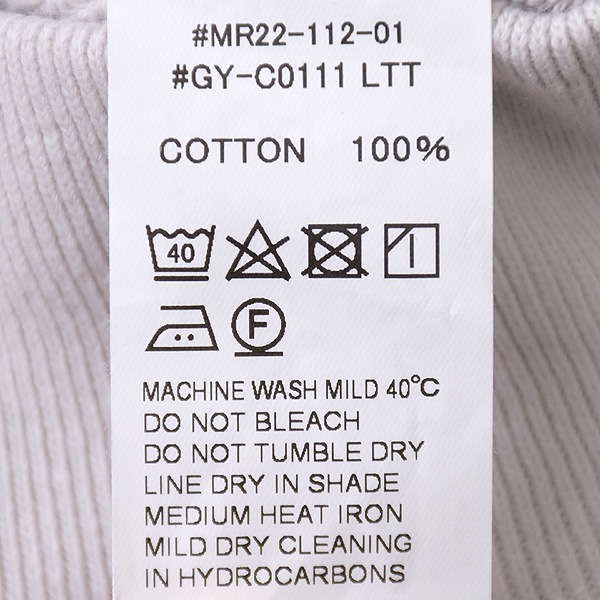 #MR22-112-01
#GY-C0111 LTT
COTTON 100%
40
F
MACHINE WASH MILD 40°C
DO NOT BLEACH
DO NOT TUMBLE DRY
LINE DRY IN SHADE
MEDIUM HEAT IRON
MILD DRY CLEANING
IN HYDROCARBONS